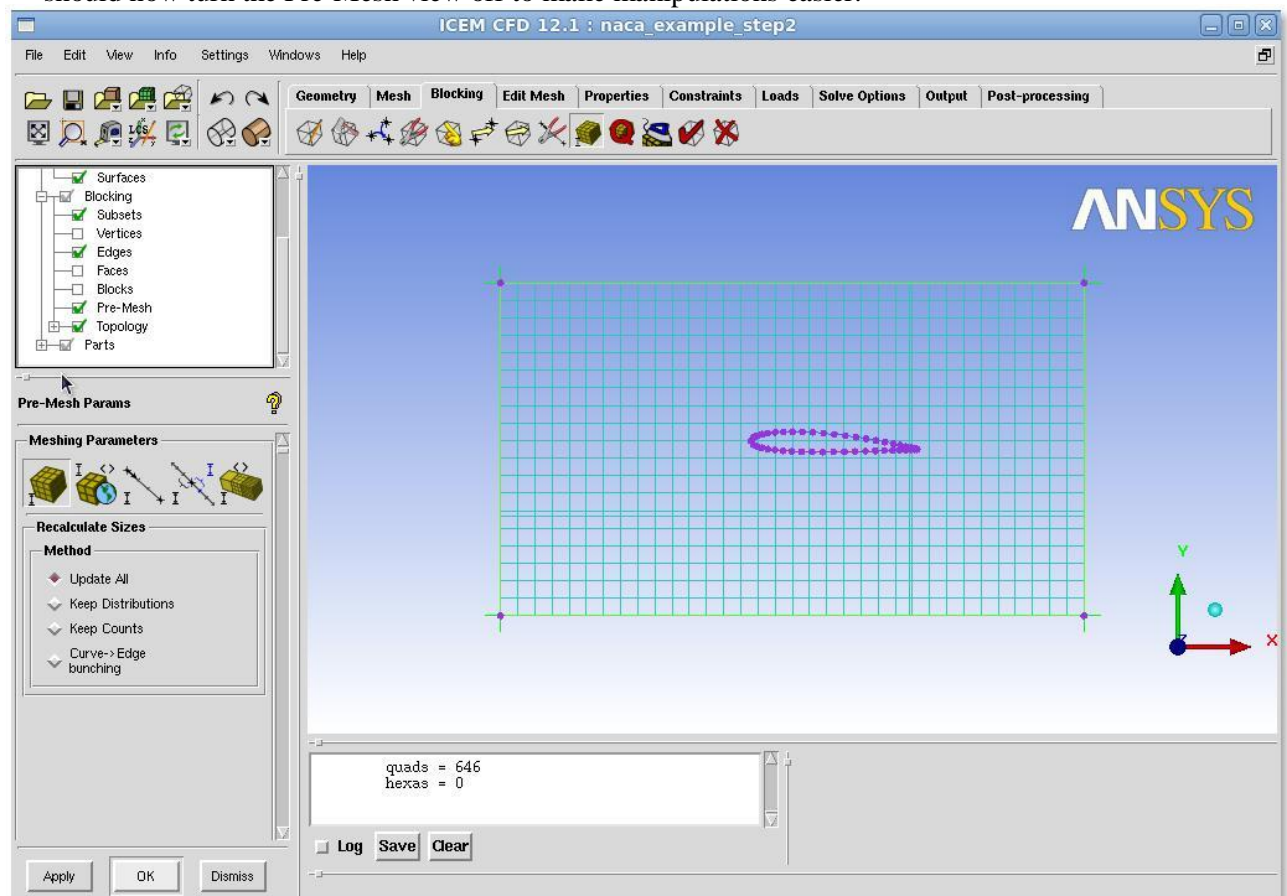 should now turn the Pre-Mesh view off to make manipulations easier.
ICEM CFD 12.1 : naca_example_step2
File Edit View Info Settings Windows Help
Geometry Mesh Blocking Edit Mesh Properties Constraints Loads Solve Options Output Post-processing
Surfaces
Blocking
Subsets
Vertices
Edges
Faces
Blocks
Pre-Mesh
Topology
Parts
Pre-Mesh Params
Meshing Parameters
Recalculate Sizes
Method
Update All
Keep Distributions
Keep Counts
Curve->Edge
bunching
Apply OK Dismiss
ANSYS
Y
Z
X
quads = 646
hexas = 0
Log Save Clear